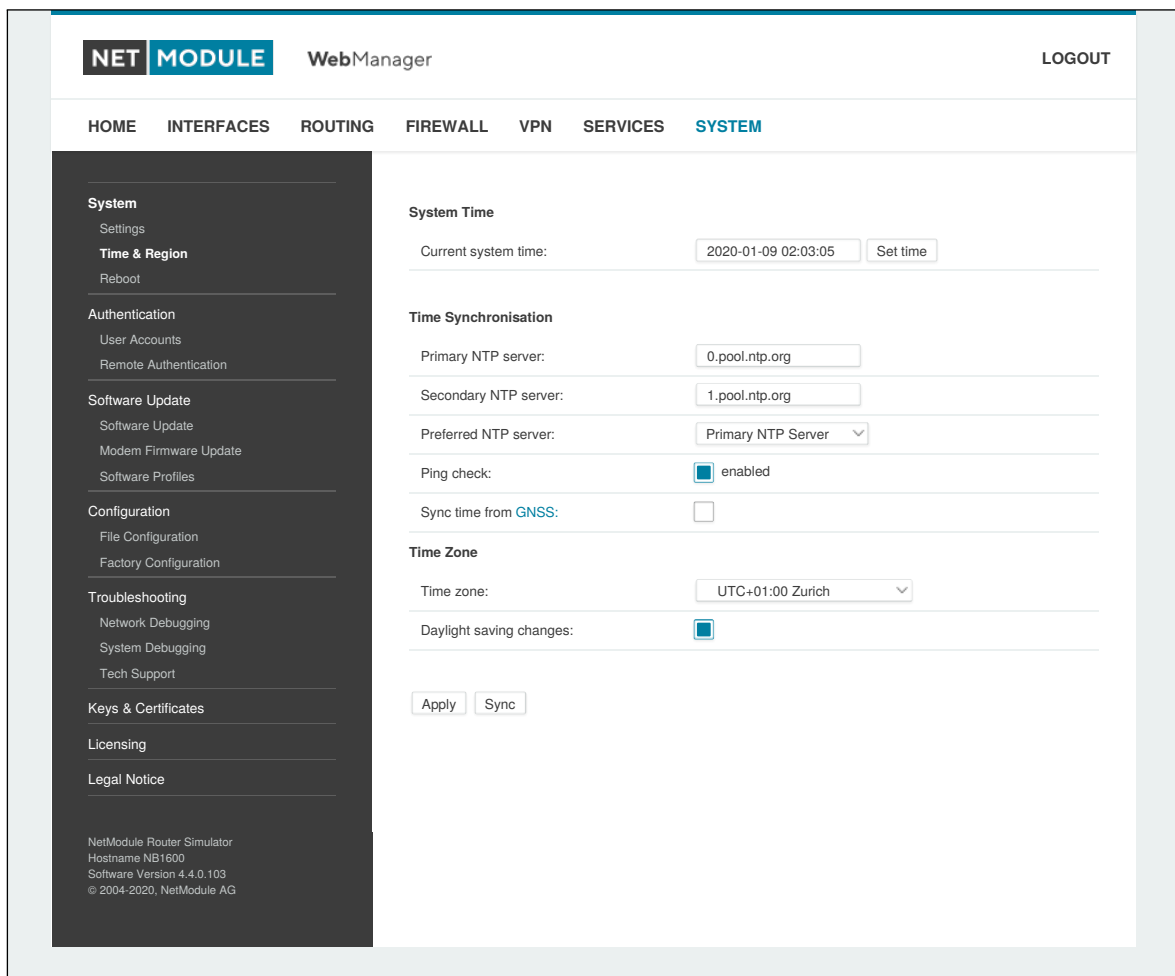 NET MODULE WebManager LOGOUT
HOME INTERFACES ROUTING FIREWALL VPN SERVICES SYSTEM
System
Settings
Time & Region
Reboot
Authentication
User Accounts
Remote Authentication
Software Update
Software Update
Modem Firmware Update
Software Profiles
Configuration
File Configuration
Factory Configuration
Troubleshooting
Network Debugging
System Debugging
Tech Support
Keys & Certificates
Licensing
Legal Notice
NetModule Router Simulator
Hostname NB1600
Software Version 4.4.0.103
© 2004-2020, NetModule AG
System Time
Current system time: 2020-01-09 02:03:05 Set time
Time Synchronisation
Primary NTP server: 0.pool.ntp.org
Secondary NTP server: 1.pool.ntp.org
Preferred NTP server: Primary NTP Server
Ping check: enabled
Sync time from GNSS:
Time Zone
Time zone: UTC+01:00 Zurich
Daylight saving changes:
Apply Sync